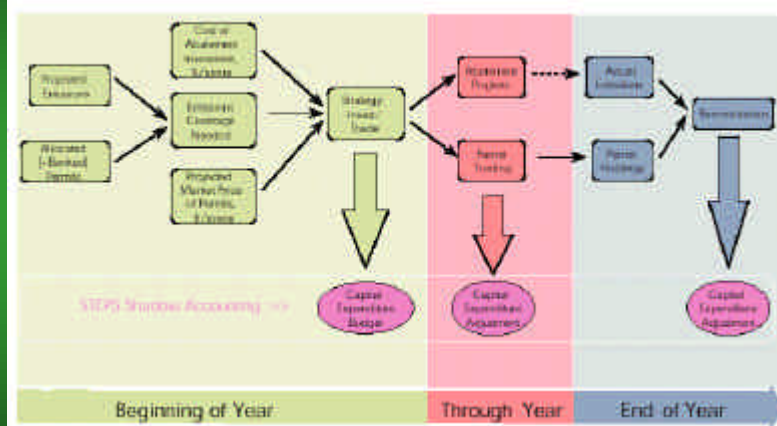 Cost of
Abatement
Investment,
$/tonne
Projected
Emissions
Emissions
Coverage
Needed
Allocated
(+Banked)
Permits
Projected
Market Price
of Permits,
$/tonne
Strategy
Trade
Abatement
Projects
Permit
Trading
Actual
Emissions
Permit
Holdings
Reconciliation
STEPS Shadow Accounting =>
Capital
Expenditure
Budget
Capital
Expenditure
Adjustment
Capital
Expenditure
Adjustment
Beginning of Year
Through Year
End of Year